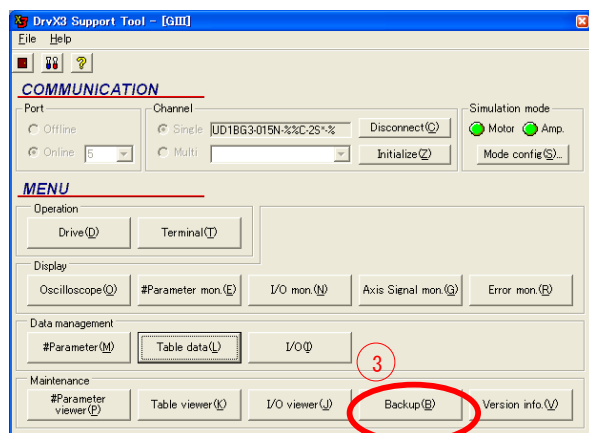 DrvX3 Support Tool - [GIII]
File Help
COMMUNICATION
Port
Channel
Simulation mode
Offline
Single UD1BG3-015N-%%C-2S*-% Disconnect(C)
Motor Amp.
Online 5
Multi
Initialize(Z)
Mode config(S)...
MENU
Operation
Drive(D) Terminal(T)
Display
Oscilloscope(O) #Parameter mon.(E) I/O mon.(N) Axis Signal mon.(G) Error mon.(R)
Data management
#Parameter(M) Table data(L) I/O(I)
3
Maintenance
#Parameter
viewer(P)
Table viewer(K) I/O viewer(J) Backup(B) Version info.(V)